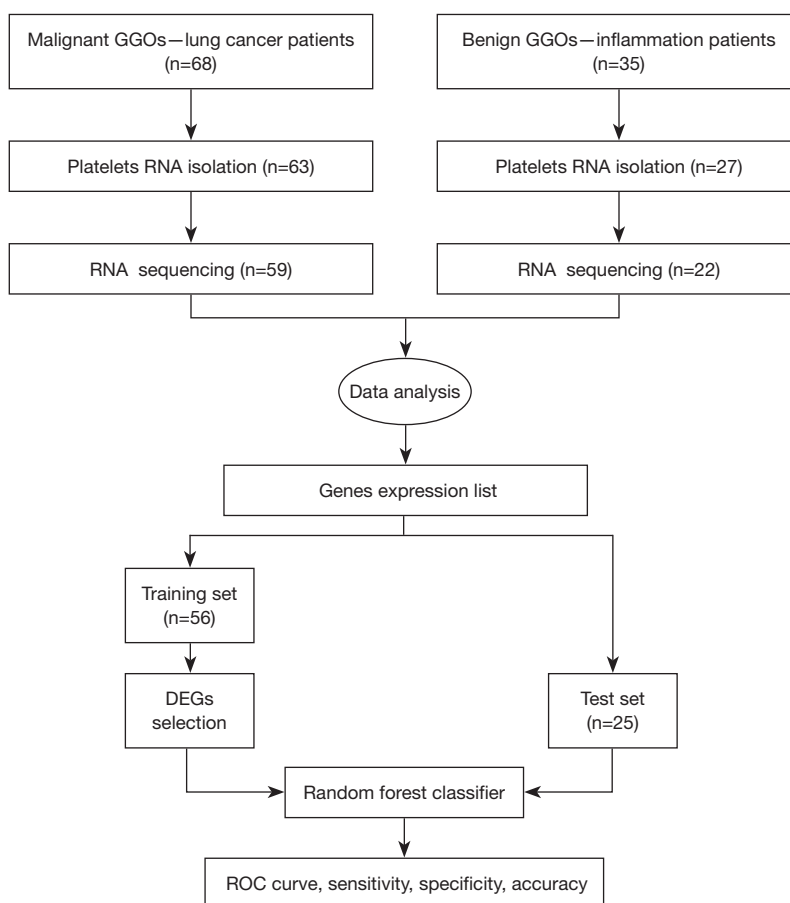 Malignant GGOs—lung cancer patients
(n=68)
Benign GGOs—inflammation patients
(n=35)
Platelets RNA isolation (n=63)
Platelets RNA isolation (n=27)
RNA sequencing (n=59)
RNA sequencing (n=22)
Data analysis
Genes expression list
Training set
(n=56)
DEGs
selection
Test set
(n=25)
Random forest classifier
ROC curve, sensitivity, specificity, accuracy